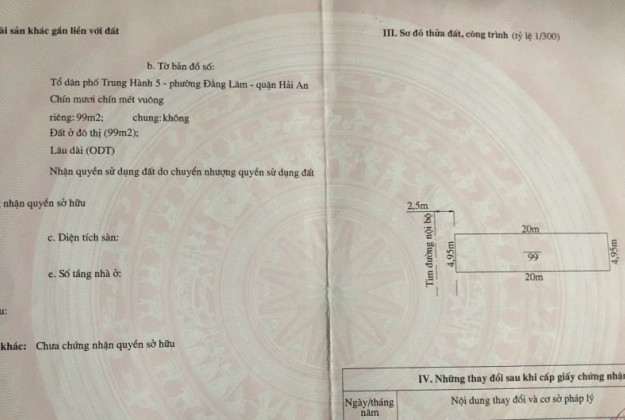 ài sản khác gắn liền với đất
III. Sơ đồ thửa đất, công trình (tỷ lệ 1/300)
b. Tờ bản đồ số:
Tổ dân phố Trung Hành 5 - phường Đằng Lâm - quận Hải An
Chín mươi chín mét vuông
riêng: 99m2; chung: không
Đất ở đô thị (99m2);
Lâu dài (ODT)
Nhận quyền sử dụng đất do chuyển nhượng quyền sử dụng đất
nhận quyền sở hữu
c. Diện tích sàn:
e. Số tầng nhà ở:
u:
khác: Chưa chứng nhận quyền sở hữu
2,5m
Tim đường nội bộ
4,95m
20m
99
20m
4,95m
IV. Những thay đổi sau khi cấp giấy chứng nhậ
Ngày/tháng
năm
Nội dung thay đổi và cơ sở pháp lý